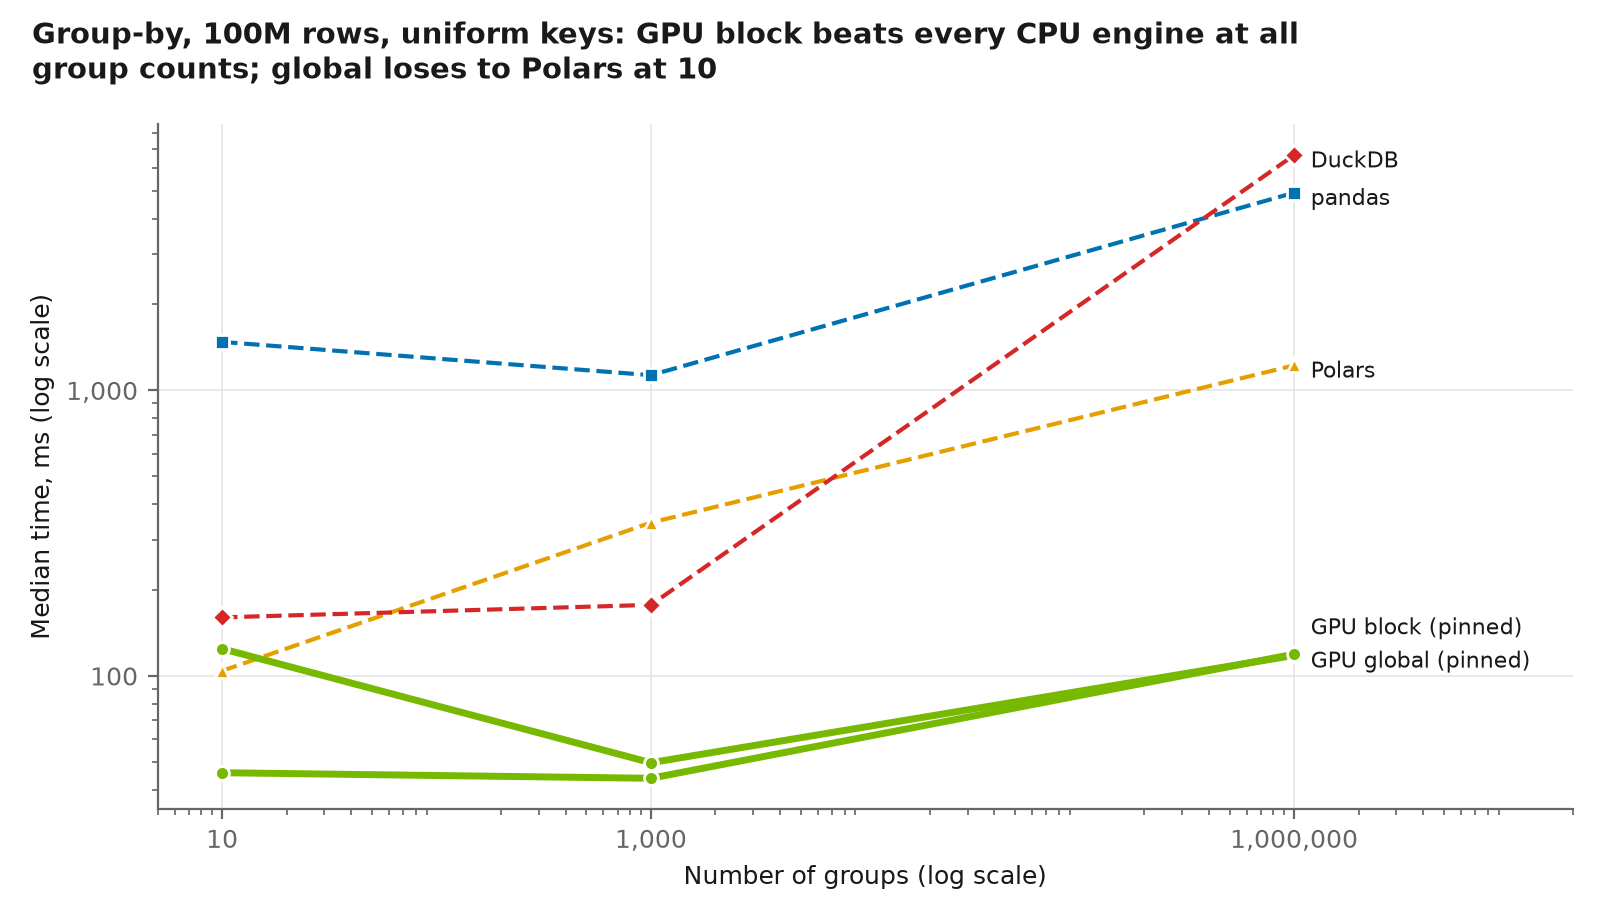 Group-by, 100M rows, uniform keys: GPU block beats every CPU engine at all
group counts; global loses to Polars at 10
Median time, ms (log scale)
1,000
100
DuckDB
pandas
Polars
GPU block (pinned)
GPU global (pinned)
10
1,000
1,000,000
Number of groups (log scale)